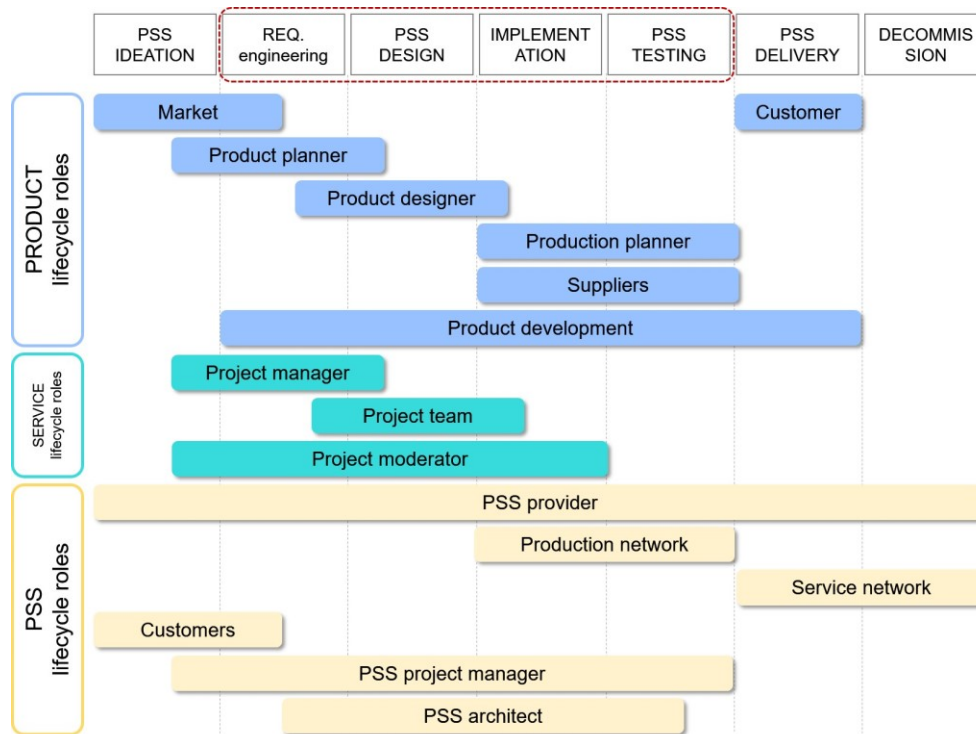 PSS
IDEATION
REQ.
engineering
PSS
DESIGN
IMPLEMENT
ATION
PSS
TESTING
PSS
DELIVERY
DECOMMIS
SION
PRODUCT
lifecycle roles
Market
Customer
Product planner
Product designer
Production planner
Suppliers
Product development
SERVICE
lifecycle roles
Project manager
Project team
Project moderator
PSS
lifecycle roles
PSS provider
Production network
Service network
Customers
PSS project manager
PSS architect